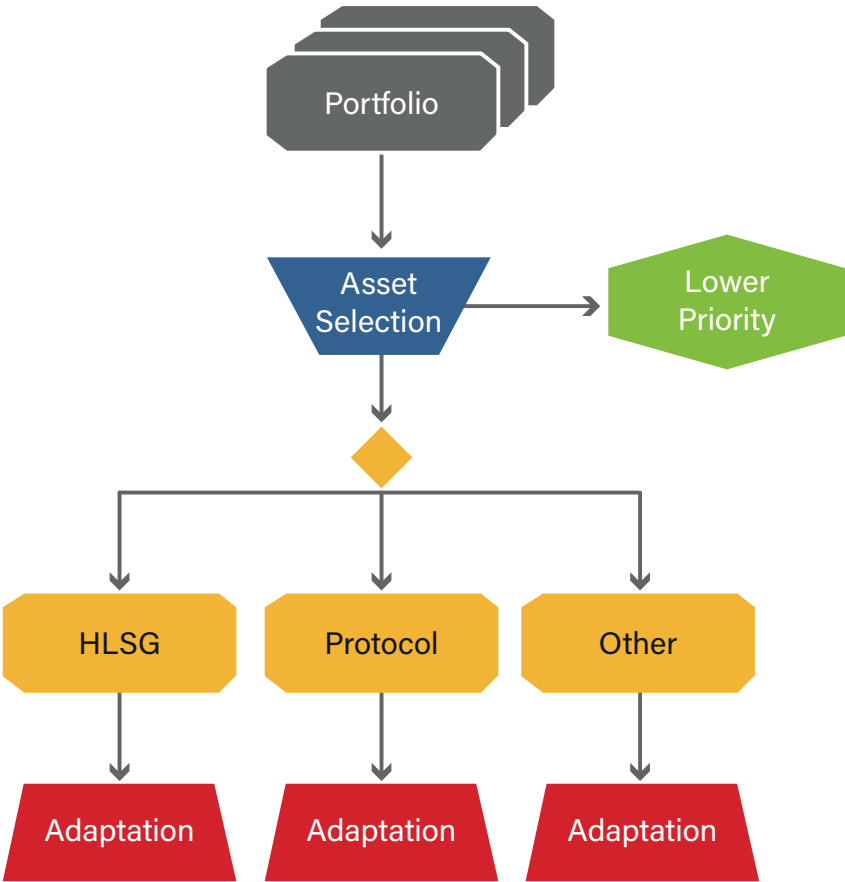 Portfolio
Asset
Selection
Lower
Priority
HLSG
Protocol
Other
Adaptation
Adaptation
Adaptation